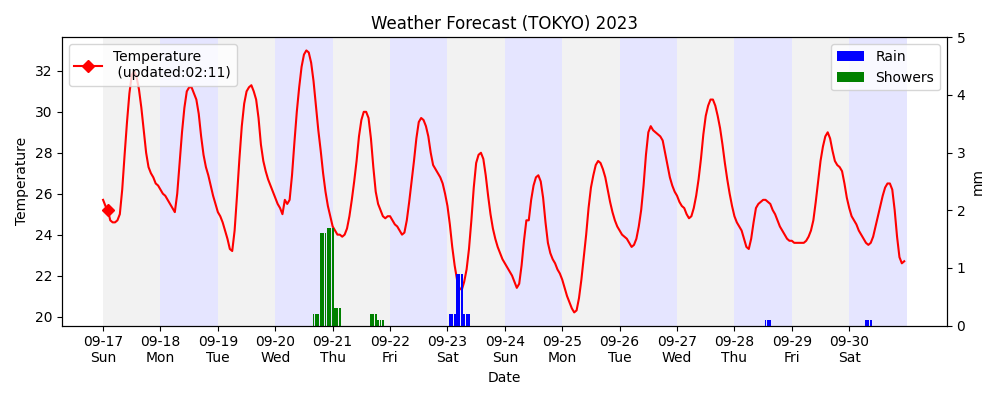 Weather Forecast (TOKYO) 2023
Temperature
(updated:02:11)
Rain
Showers
Temperature
32
30
28
26
24
22
20
5
4
3
2
1
0
mm
09-17 09-18 09-19 09-20 09-21 09-22 09-23 09-24 09-25 09-26 09-27 09-28 09-29 09-30
Sun Mon Tue Wed Thu Fri Sat Sun Mon Tue Wed Thu Fri Sat
Date